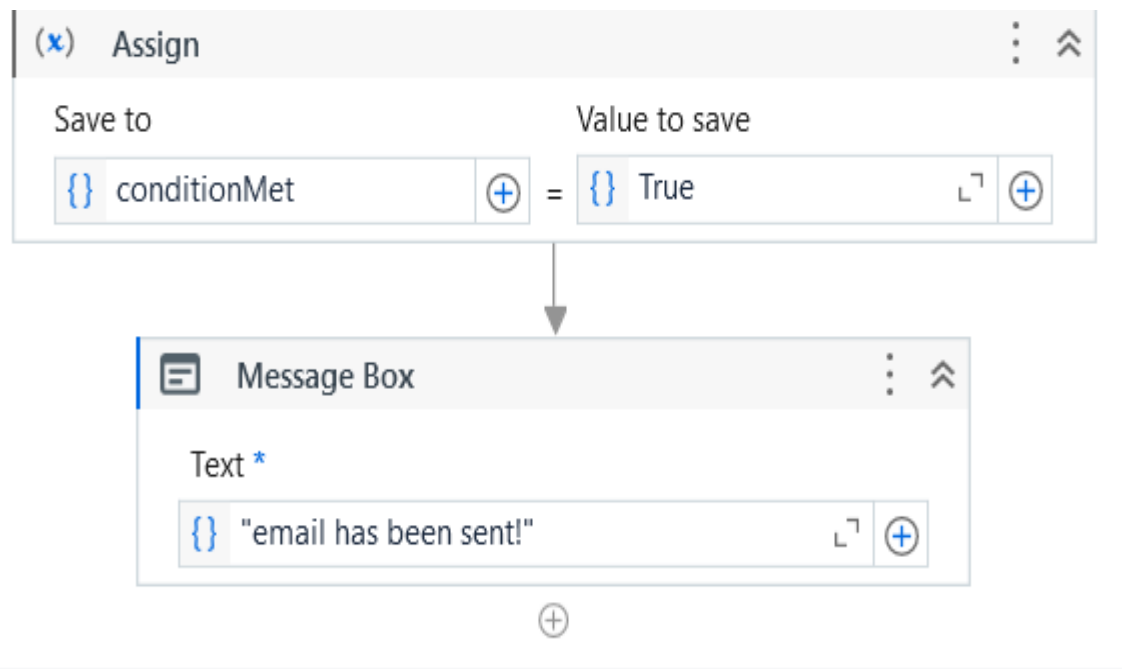 (x) Assign
Save to Value to save
{} conditionMet = {} True
Message Box
Text *
{} "email has been sent!"